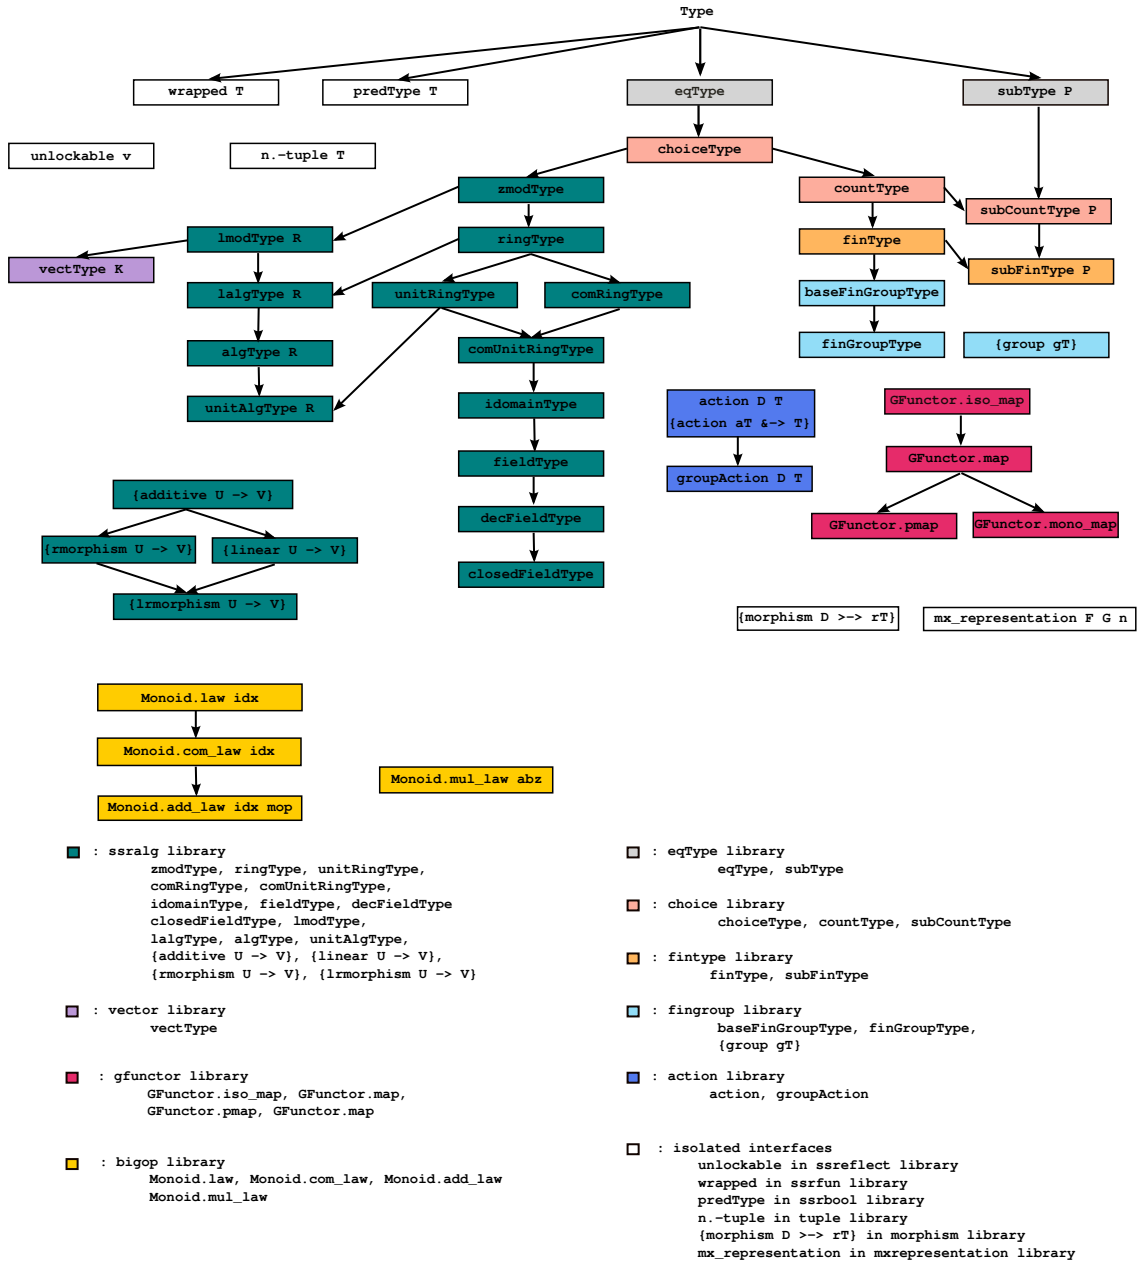 Type
wrapped T
predType T
eqType
subType P
unlockable v
n.-tuple T
choiceType
zmodType
countType
subCountType P
lmodType R
ringType
finType
vectType K
subFinType P
lalgType R
unitRingType
comRingType
baseFinGroupType
algType R
comUnitRingType
finGroupType
{group gT}
unitAlgType R
idomainType
action D T
{action aT &-> T}
GFunctor.iso_map
fieldType
groupAction D T
GFunctor.map
{additive U -> V}
decFieldType
GFunctor.pmap
GFunctor.mono_map
{rmorphism U -> V}
{linear U -> V}
closedFieldType
{lrmorphism U -> V}
{morphism D >-> rT}
mx_representation F G n
Monoid.law idx
Monoid.com_law idx
Monoid.mul_law abz
Monoid.add_law idx mop
: ssralg library
zmodType, ringType, unitRingType,
comRingType, comUnitRingType,
idomainType, fieldType, decFieldType
closedFieldType, lmodType,
lalgType, algType, unitAlgType,
{additive U -> V}, {linear U -> V},
{rmorphism U -> V}, {lrmorphism U -> V}
: vector library
vectType
: gfunctor library
GFunctor.iso_map, GFunctor.map,
GFunctor.pmap, GFunctor.map
: bigop library
Monoid.law, Monoid.com_law, Monoid.add_law
Monoid.mul_law
: eqType library
eqType, subType
: choice library
choiceType, countType, subCountType
: fintype library
finType, subFinType
: fingroup library
baseFinGroupType, finGroupType,
{group gT}
: action library
action, groupAction
: isolated interfaces
unlockable in ssreflect library
wrapped in ssrfun library
predType in ssrbool library
n.-tuple in tuple library
{morphism D >-> rT} in morphism library
mx_representation in mxrepresentation library